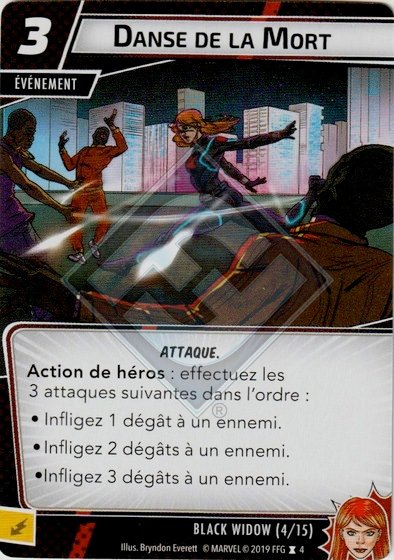 3
DANSE DE LA MORT
ÉVÉNEMENT
ATTAQUE.
Action de héros : effectuez les
3 attaques suivantes dans l'ordre :
• Infligez 1 dégât à un ennemi.
• Infligez 2 dégâts à un ennemi.
• Infligez 3 dégâts à un ennemi.
®
BLACK WIDOW (4/15)
Illus. Bryndon Everett © MARVEL © 2019 FFG 4